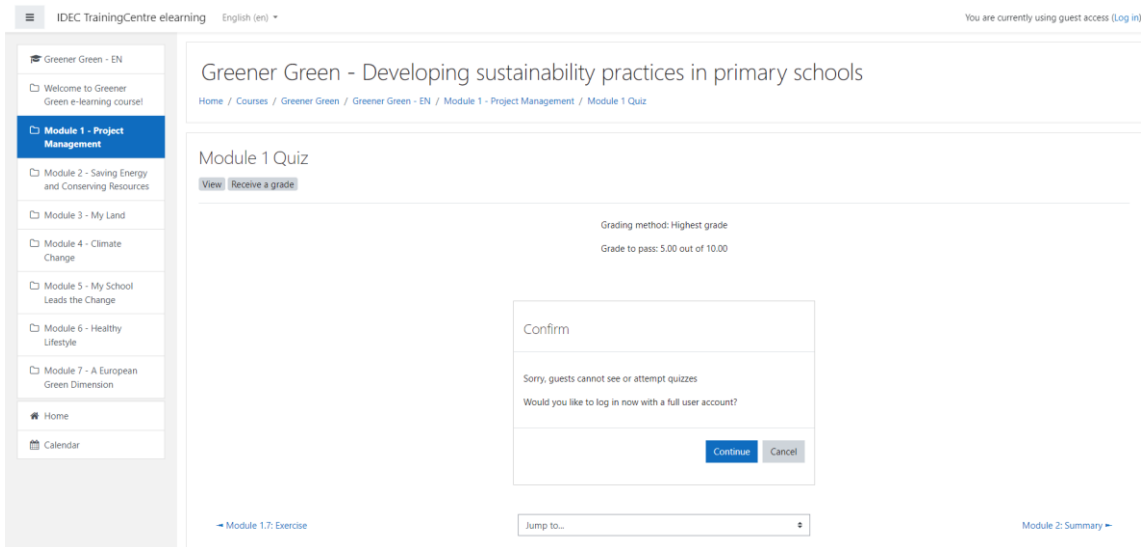 IDEC TrainingCentre elearning English (en)
You are currently using guest access (Log in)
Greener Green - EN
Welcome to Greener
Green e-learning course!
Module 1 - Project
Management
Module 2 - Saving Energy
and Conserving Resources
Module 3 - My Land
Module 4 - Climate
Change
Module 5 - My School
Leads the Change
Module 6 - Healthy
Lifestyle
Module 7 - A European
Green Dimension
Home
Calendar
Greener Green - Developing sustainability practices in primary schools
Home / Courses / Greener Green / Greener Green - EN / Module 1 - Project Management / Module 1 Quiz
Module 1 Quiz
View Receive a grade
Grading method: Highest grade
Grade to pass: 5.00 out of 10.00
Confirm
Sorry, guests cannot see or attempt quizzes
Would you like to log in now with a full user account?
Continue Cancel
◄ Module 1.7: Exercise
Jump to...
Module 2: Summary ►